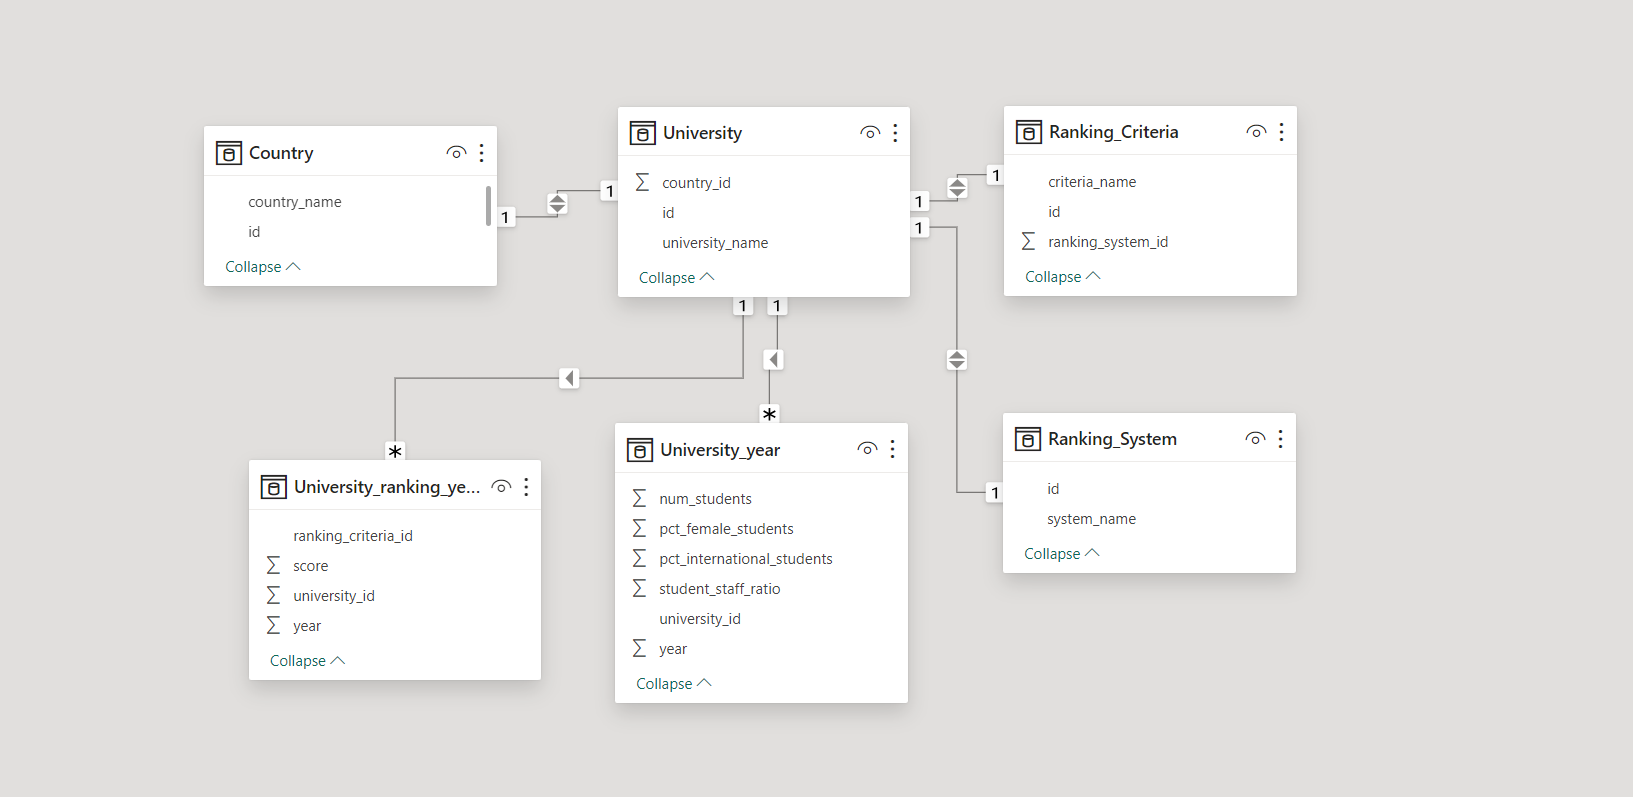 Country
country_name
id
Collapse
1
1
University
country_id
id
university_name
Collapse
1
1
1
1
1
Ranking_Criteria
criteria_name
id
ranking_system_id
Collapse
*
University_ranking_ye...
ranking_criteria_id
score
university_id
year
Collapse
*
University_year
num_students
pct_female_students
pct_international_students
student_staff_ratio
university_id
year
Collapse
1
Ranking_System
id
system_name
Collapse